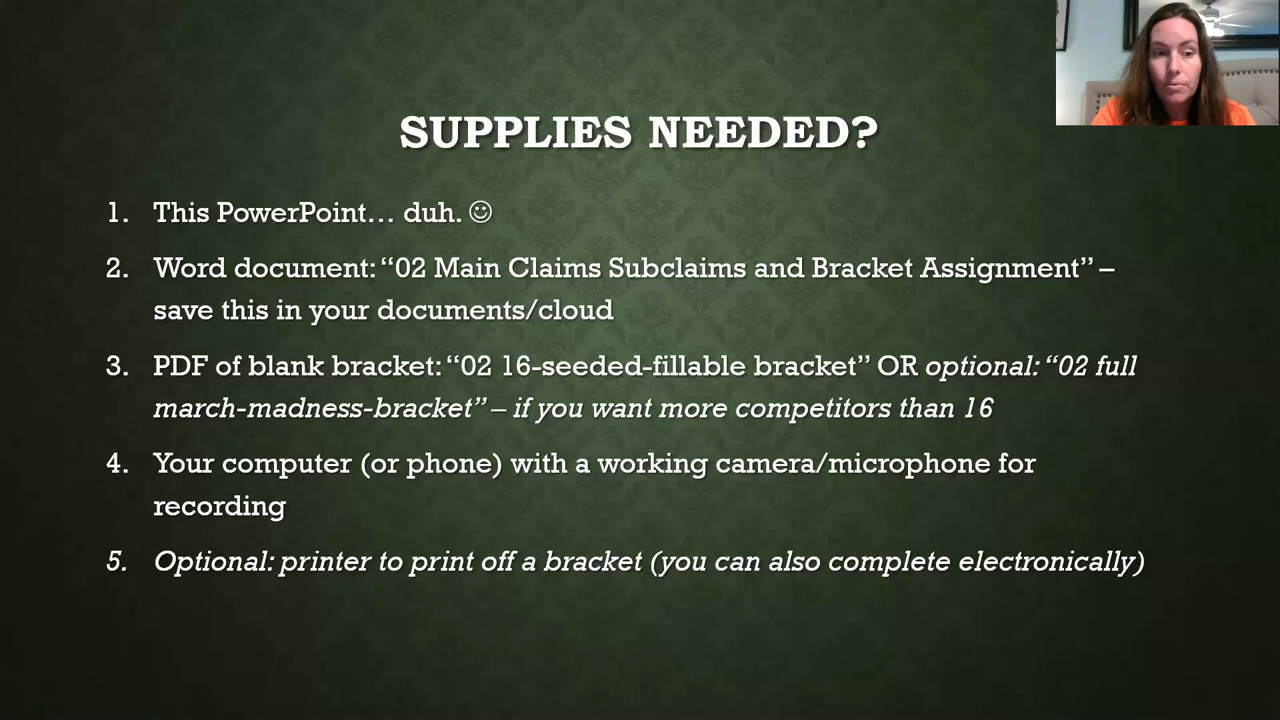 SUPPLIES NEEDED?
1. This PowerPoint… duh. ☺
2. Word document: “02 Main Claims Subclaims and Bracket Assignment” –
save this in your documents/cloud
3. PDF of blank bracket: “02 16-seeded-fillable bracket” OR optional: “02 full
march-madness-bracket” – if you want more competitors than 16
4. Your computer (or phone) with a working camera/microphone for
recording
5. Optional: printer to print off a bracket (you can also complete electronically)